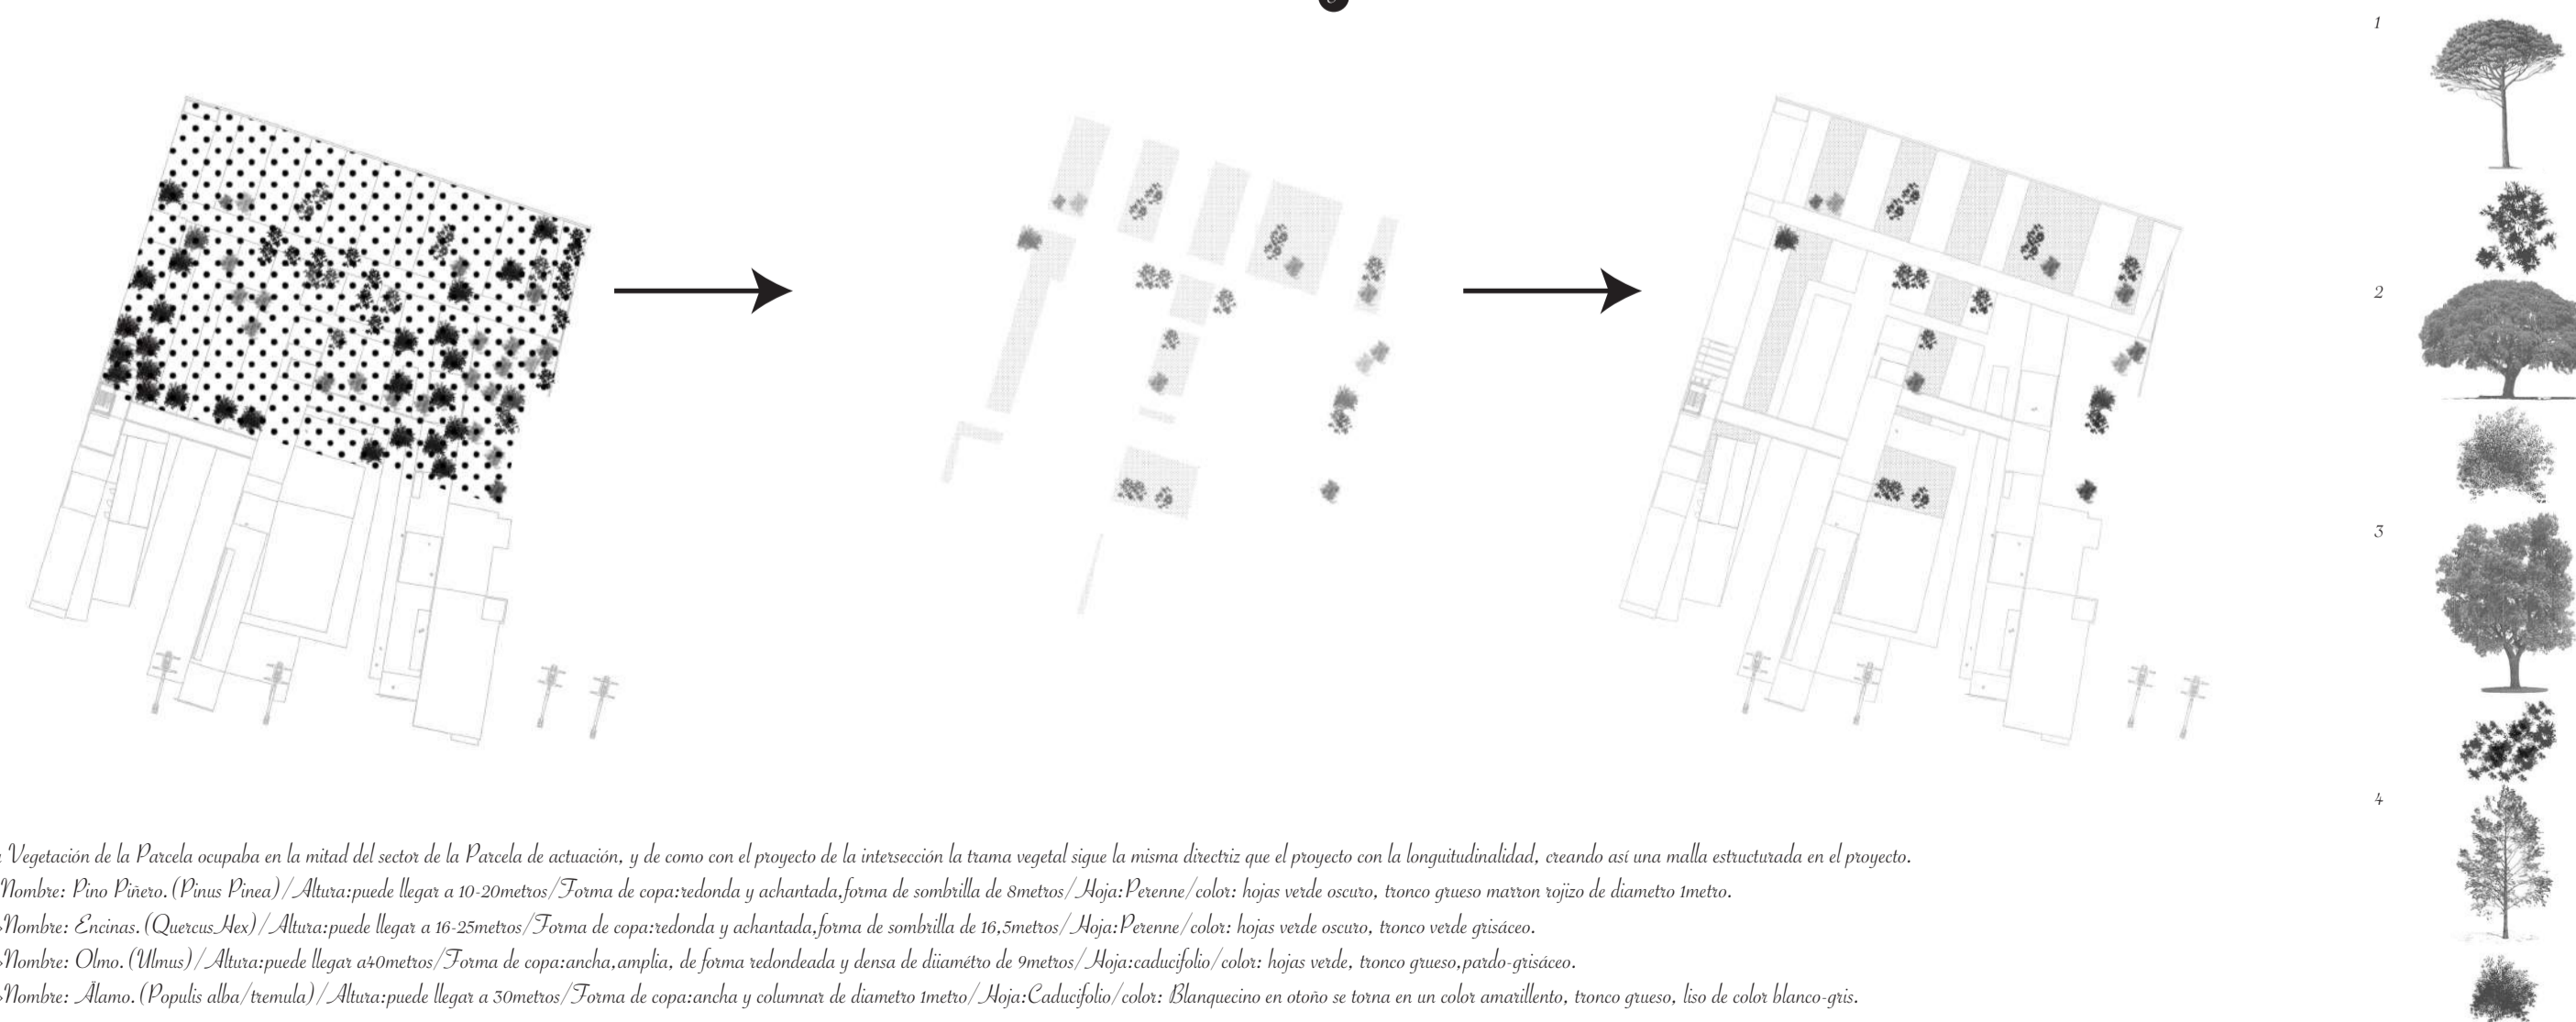 1
2
3
4
Vegetación de la Parcela ocupaba en la mitad del sector de la Parcela de actuación, y de como con el proyecto de la intersección la trama vegetal sigue la misma directriz que el proyecto con la longuitudinalidad, creando así una malla estructurada en el proyecto.
Nombre: Pino Piñero.(Pinus Pinea)/Altura:puede llegar a 10-20metros/Forma de copa:redonda y achantada,forma de sombrilla de 8metros/Hoja:Perenne/color: hojas verde oscuro, tronco grueso marron rojizo de diametro 1metro.
>Nombre: Encinas.(Quercus Hex)/Altura:puede llegar a 16-25metros/Forma de copa:redonda y achantada,forma de sombrilla de 16,5metros/Hoja:Perenne/color: hojas verde oscuro, tronco verde grisáceo.
>Nombre: Olmo.(Ulmus)/Altura:puede llegar a40metros/Forma de copa:ancha,amplia, de forma redondeada y densa de diiamétro de 9metros/Hoja:caducifolio/color: hojas verde, tronco grueso,pardo-grisáceo.
>Nombre: Álamo.(Populis alba/tremula)/Altura:puede llegar a 30metros/Forma de copa:ancha y columnar de diametro 1metro/Hoja:Caducifolio/color: Blanquecino en otoño se torna en un color amarillento, tronco grueso, liso de color blanco-gris.